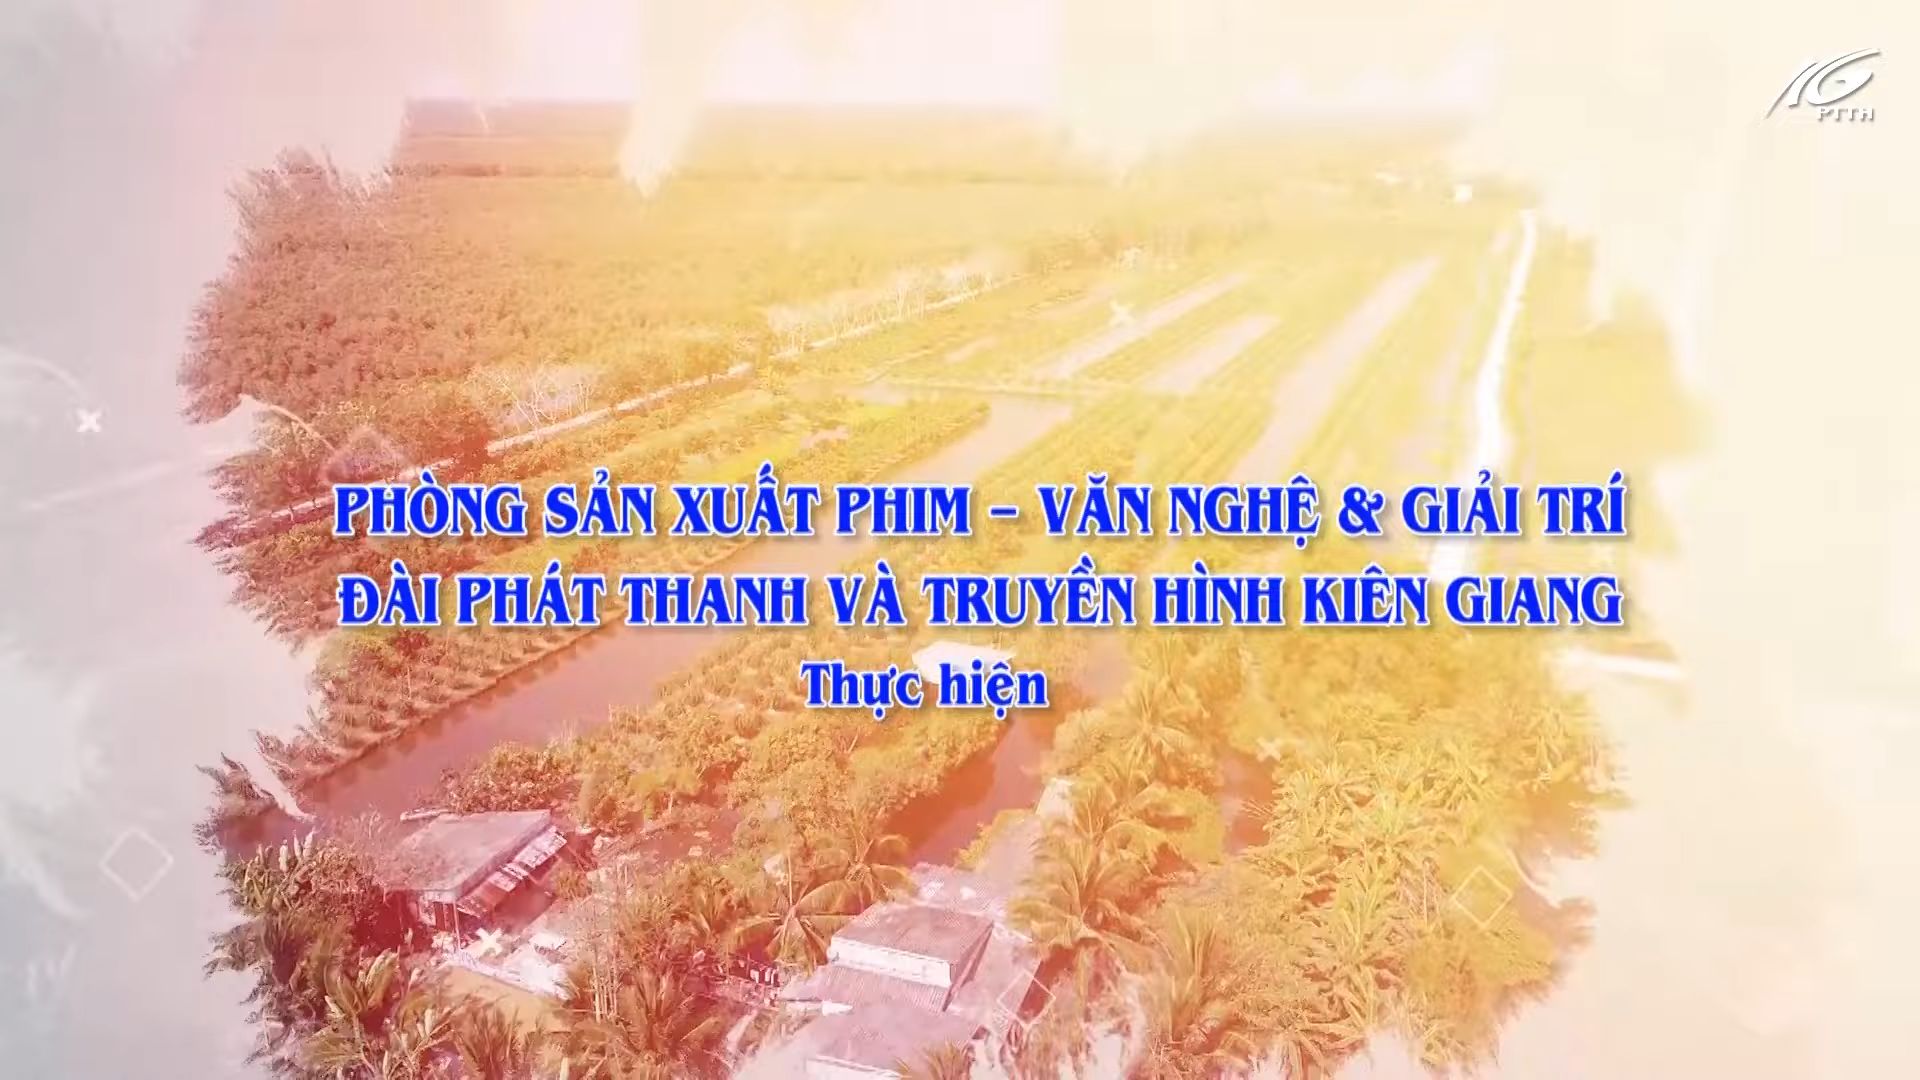 KG
PTTH
PHÒNG SẢN XUẤT PHIM – VĂN NGHỆ & GIẢI TRÍ
ĐÀI PHÁT THANH VÀ TRUYỀN HÌNH KIÊN GIANG
Thực hiện